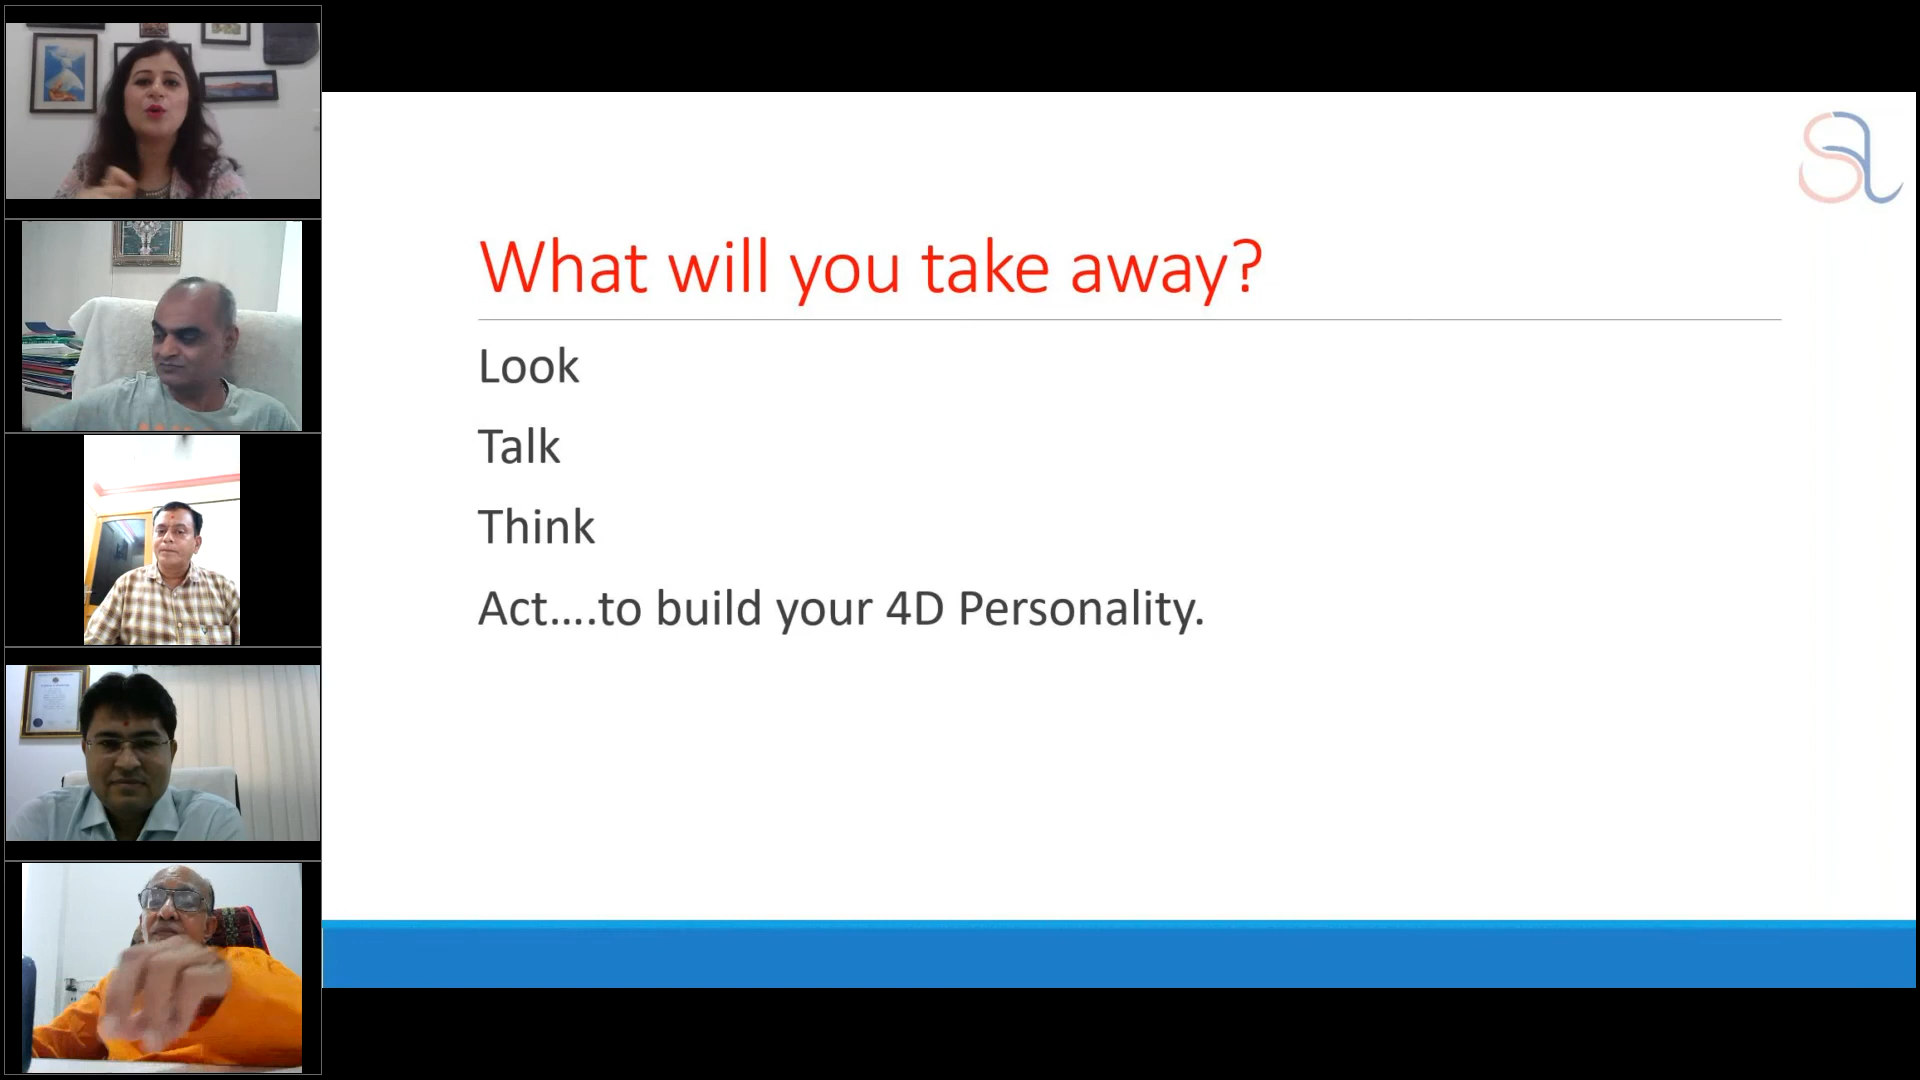 What will you take away?
Look
Talk
Think
Act....to build your 4D Personality.